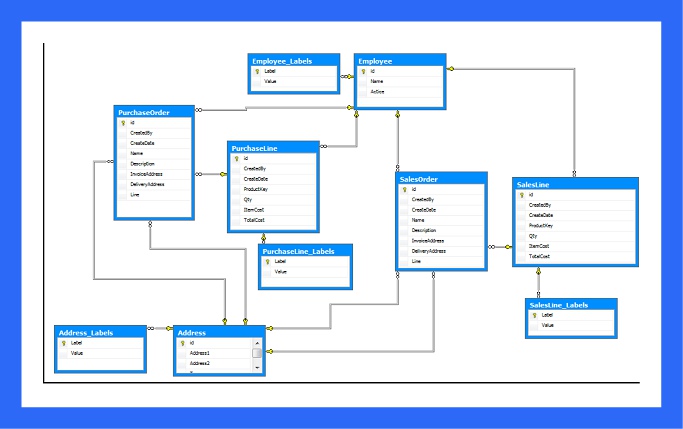 Employee_Labels
Label
Value
Employee
id
Name
Active
PurchaseOrder
id
CreatedBy
CreateDate
Name
Description
InvoiceAddress
DeliveryAddress
Line
PurchaseLine
id
CreatedBy
CreateDate
ProductKey
Qty
ItemCost
TotalCost
SalesOrder
id
CreatedBy
CreateDate
Name
Description
InvoiceAddress
DeliveryAddress
Line
SalesLine
id
CreatedBy
CreateDate
ProductKey
Qty
ItemCost
TotalCost
PurchaseLine_Labels
Label
Value
SalesLine_Labels
Label
Value
Address_Labels
Label
Value
Address
id
Address1
Address2